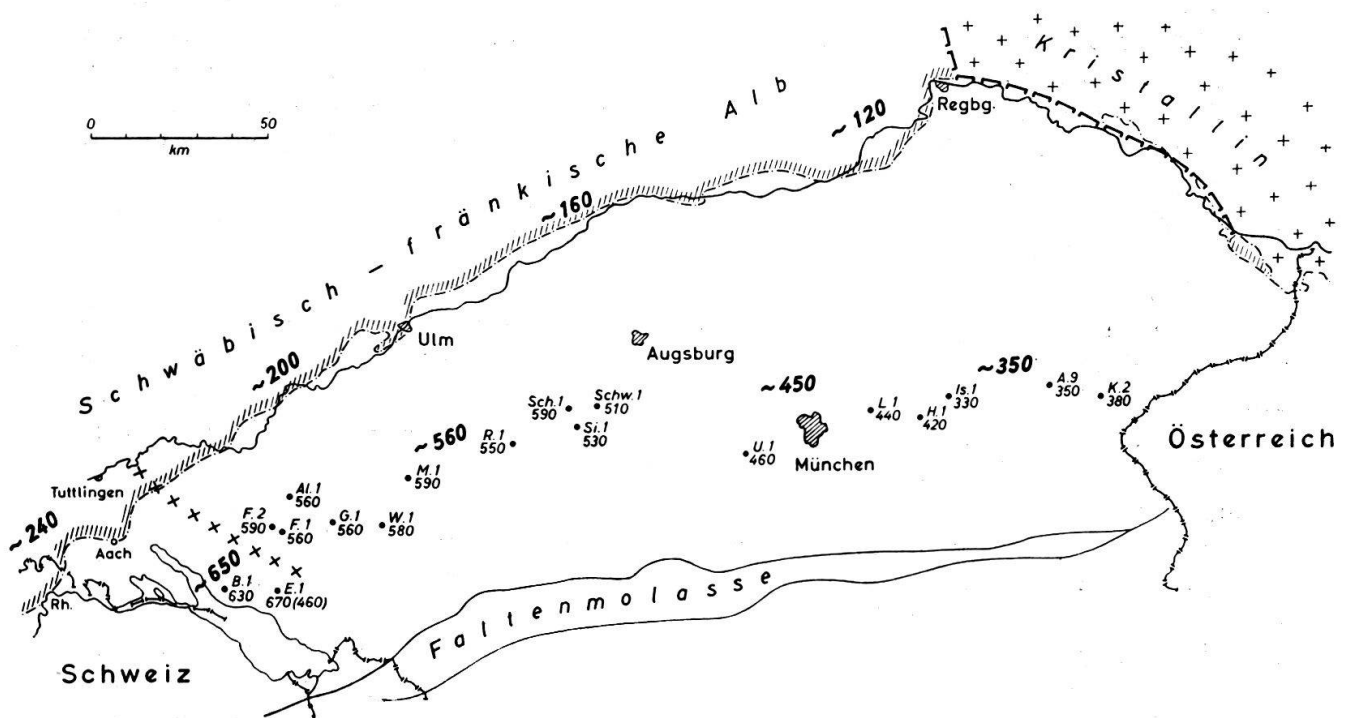 Kristallin
Schwäbisch – fränkische Alb
~ 120
Regbg.
0 50
km
~ 160
Ulm
Augsburg
~ 200
~ 450
~ 350
A.9
350
K.2
380
Is.1
330
L.1
440
H.1
420
Sch.1
590
Schw.1
510
Si.1
530
~ 560
R.1
550
U.1
460
München
Österreich
M.1
590
Tuttlingen
Al.1
560
F.2
590
F.1
560
G.1
560
W.1
580
~ 240
Aach
~ 650
B.1
630
E.1
670(460)
Rh.
Faltenmolasse
Schweiz